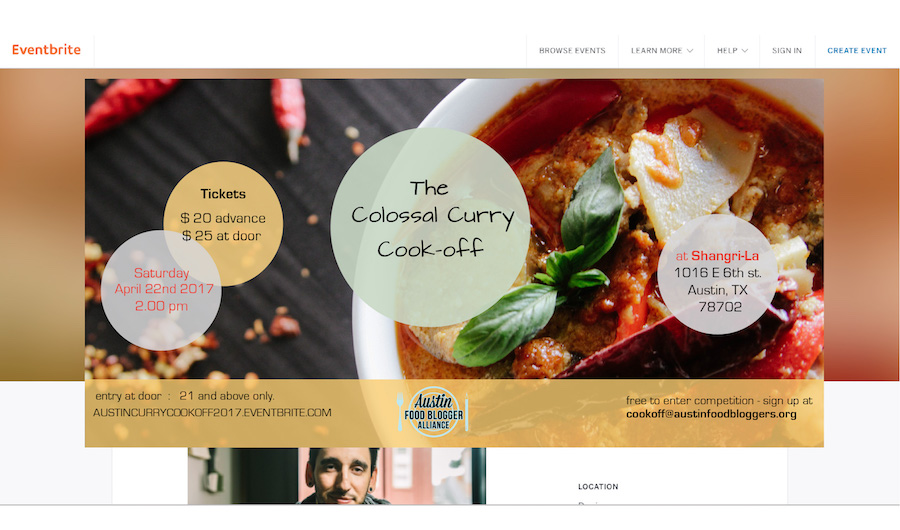 Eventbrite
BROWSE EVENTS
LEARN MORE
HELP
SIGN IN
CREATE EVENT
Tickets
$ 20 advance
$ 25 at door
Saturday
April 22nd 2017
2.00 pm
The
Colossal Curry
Cook-off
at Shangri-La
1016 E 6th st.
Austin, TX
78702
entry at door : 21 and above only.
AUSTINCURRYCOOKOFF2017.EVENTBRITE.COM
Austin
FOOD BLOGGER
ALLIANCE
free to enter competition - sign up at
cookoff@austinfoodbloggers.org
LOCATION